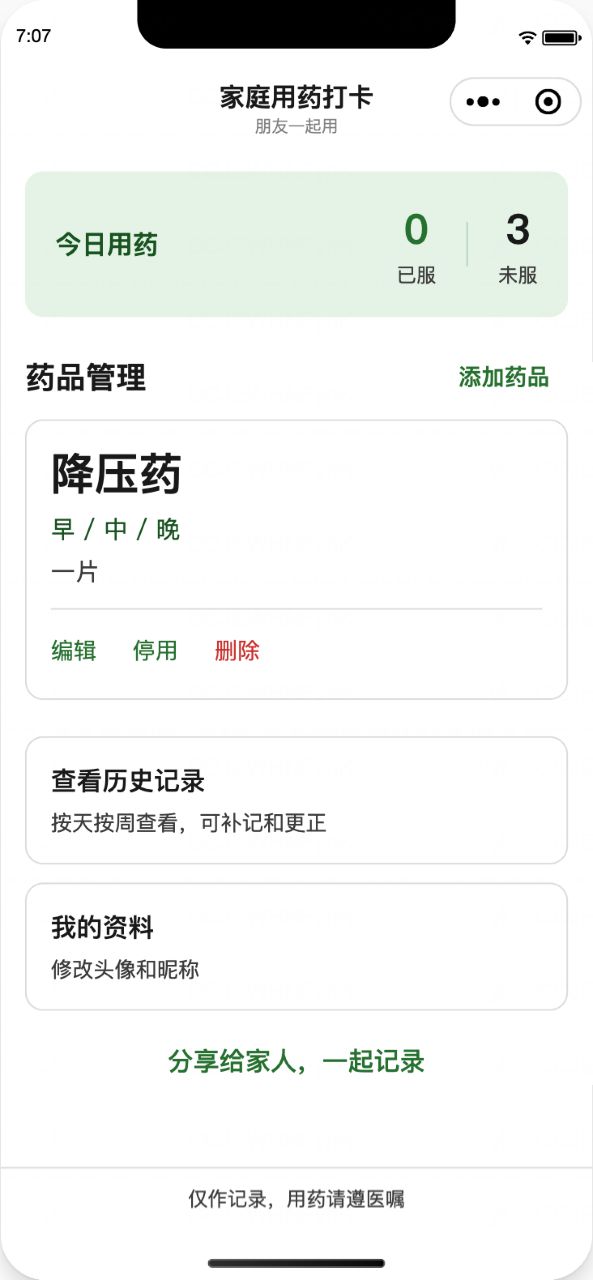 7:07
家庭用药打卡
朋友一起用
今日用药
0
已服
3
未服
药品管理
添加药品
降压药
早 / 中 / 晚
一片
编辑 停用 删除
查看历史记录
按天按周查看，可补记和更正
我的资料
修改头像和昵称
分享给家人，一起记录
仅作记录，用药请遵医嘱